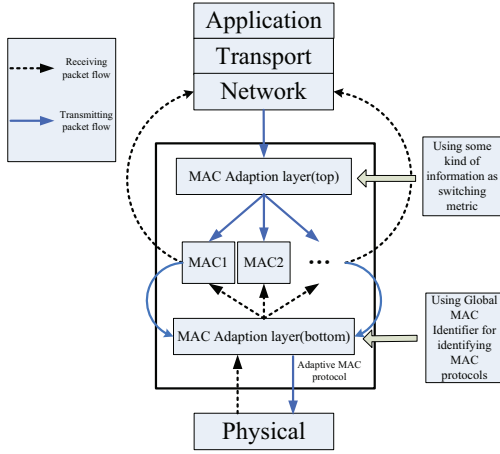 Application
Transport
Network
Receiving
packet flow
Transmitting
packet flow
MAC Adaption layer(top)
Using some
kind of
information as
switching
metric
MAC1
MAC2
...
MAC Adaption layer(bottom)
Using Global
MAC
Identifier for
identifying
MAC
protocols
Adaptive MAC
protocol
Physical